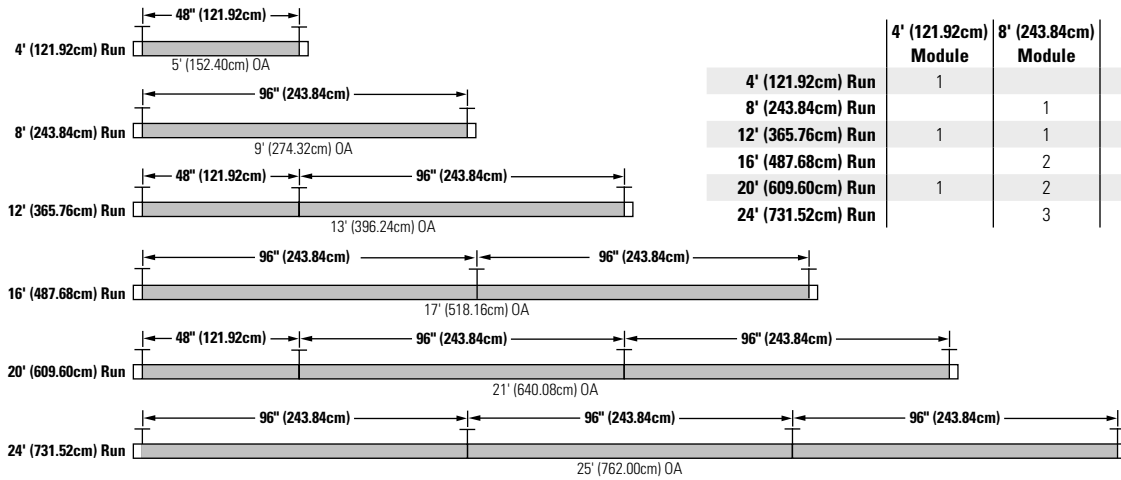 48" (121.92cm)
4' (121.92cm) Run
5' (152.40cm) OA
96" (243.84cm)
8' (243.84cm) Run
9' (274.32cm) OA
48" (121.92cm) 96" (243.84cm)
12' (365.76cm) Run
13' (396.24cm) OA
96" (243.84cm) 96" (243.84cm)
16' (487.68cm) Run
17' (518.16cm) OA
48" (121.92cm) 96" (243.84cm) 96" (243.84cm)
20' (609.60cm) Run
21' (640.08cm) OA
96" (243.84cm) 96" (243.84cm) 96" (243.84cm)
24' (731.52cm) Run
25' (762.00cm) OA
4' (121.92cm) 8' (243.84cm)
Module Module
4' (121.92cm) Run 1
8' (243.84cm) Run 1
12' (365.76cm) Run 1 1
16' (487.68cm) Run 2
20' (609.60cm) Run 1 2
24' (731.52cm) Run 3